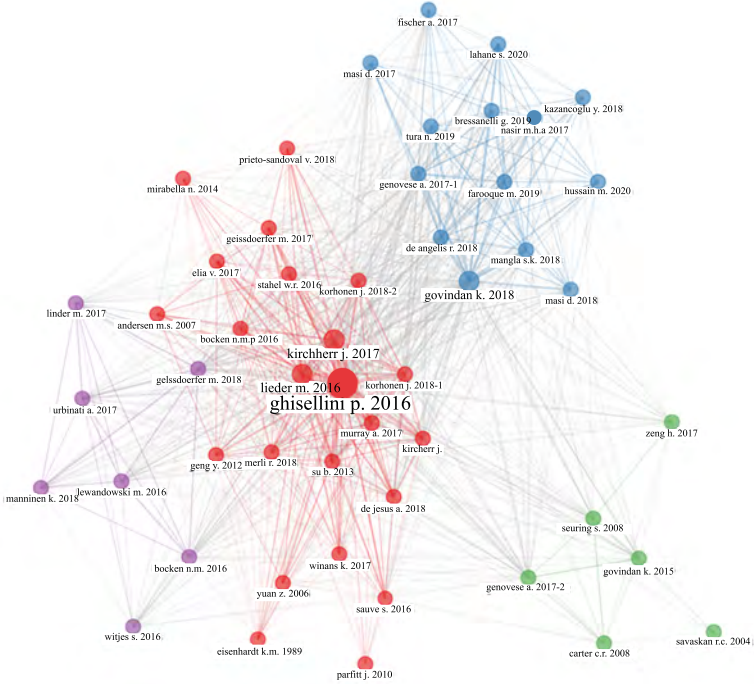 fischer a. 2017
lahane s. 2020
masi d. 2017
kazancoglu y. 2018
bressanelli g. 2019
nasir m.h.a 2017
tura n. 2019
prieto-sandoval v. 2018
mirabella n. 2014
genovese a. 2017-1
farooque m. 2019
hussain m. 2020
geissdoerfer m. 2017
de angelis r. 2018
mangla s.k. 2018
elia v. 2017
stahel w.r. 2016
korhonen j. 2018-2
govindan k. 2018
masi d. 2018
linder m. 2017
andersen m.s. 2007
bocken n.m.p 2016
kirchherr j. 2017
gelssdoerfer m. 2018
lieder m. 2016
korhonen j. 2018-1
ghisellini p. 2016
urbinati a. 2017
murray a. 2017
zeng h. 2017
kircherr j.
geng y. 2012
merli r. 2018
su b. 2013
manninen k. 2018
lewandowski m. 2016
de jesus a. 2018
seuring s. 2008
winans k. 2017
bocken n.m. 2016
govindan k. 2015
genovese a. 2017-2
yuan z. 2006
sauve s. 2016
witjes s. 2016
savaskan r.c. 2004
eisenhardt k.m. 1989
carter c.r. 2008
parfitt j. 2010